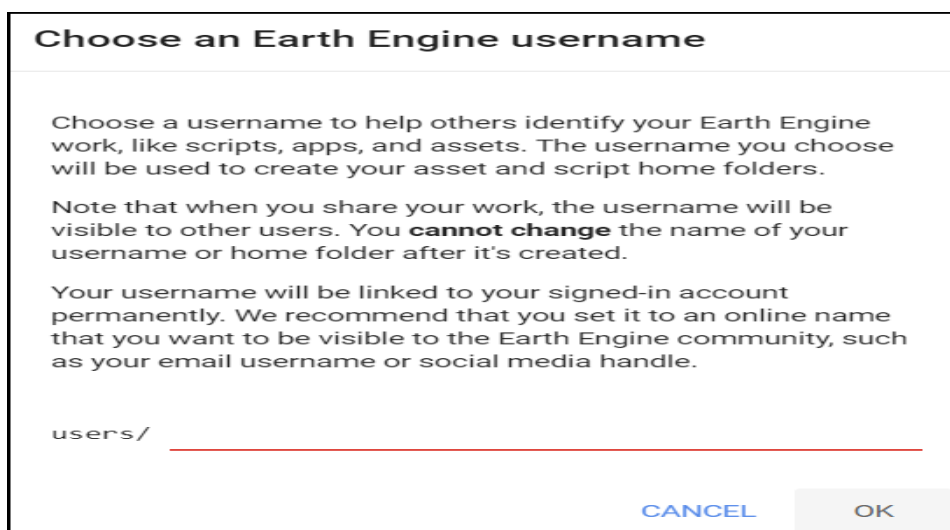 Choose an Earth Engine username
Choose a username to help others identify your Earth Engine
work, like scripts, apps, and assets. The username you choose
will be used to create your asset and script home folders.
Note that when you share your work, the username will be
visible to other users. You cannot change the name of your
username or home folder after it's created.
Your username will be linked to your signed-in account
permanently. We recommend that you set it to an online name
that you want to be visible to the Earth Engine community, such
as your email username or social media handle.
users/
CANCEL OK